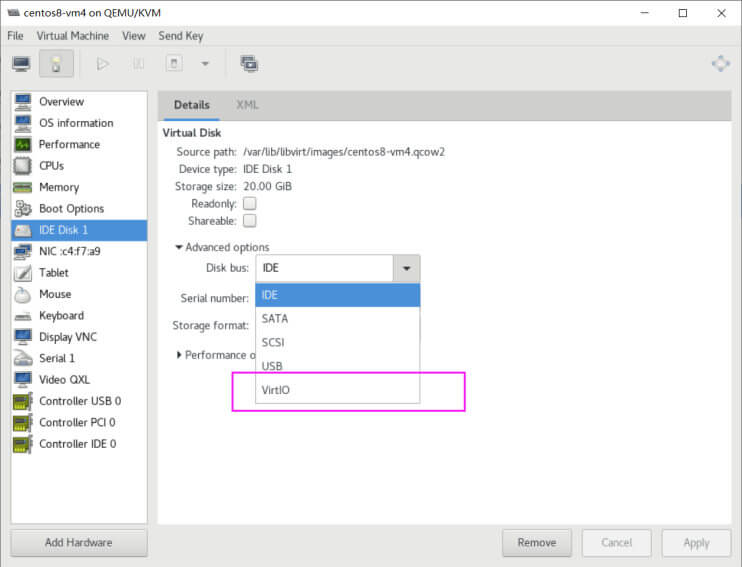 centos8-vm4 on QEMU/KVM
File Virtual Machine View Send Key
Overview
OS information
Performance
CPUs
Memory
Boot Options
IDE Disk 1
NIC :c4:f7:a9
Tablet
Mouse
Keyboard
Display VNC
Serial 1
Video QXL
Controller USB 0
Controller PCI 0
Controller IDE 0
Add Hardware
Details XML
Virtual Disk
Source path: /var/lib/libvirt/images/centos8-vm4.qcow2
Device type: IDE Disk 1
Storage size: 20.00 GiB
Readonly:
Shareable:
Advanced options
Disk bus: IDE
Serial number:
Storage format:
Performance o
IDE
SATA
SCSI
USB
VirtIO
Remove Cancel Apply